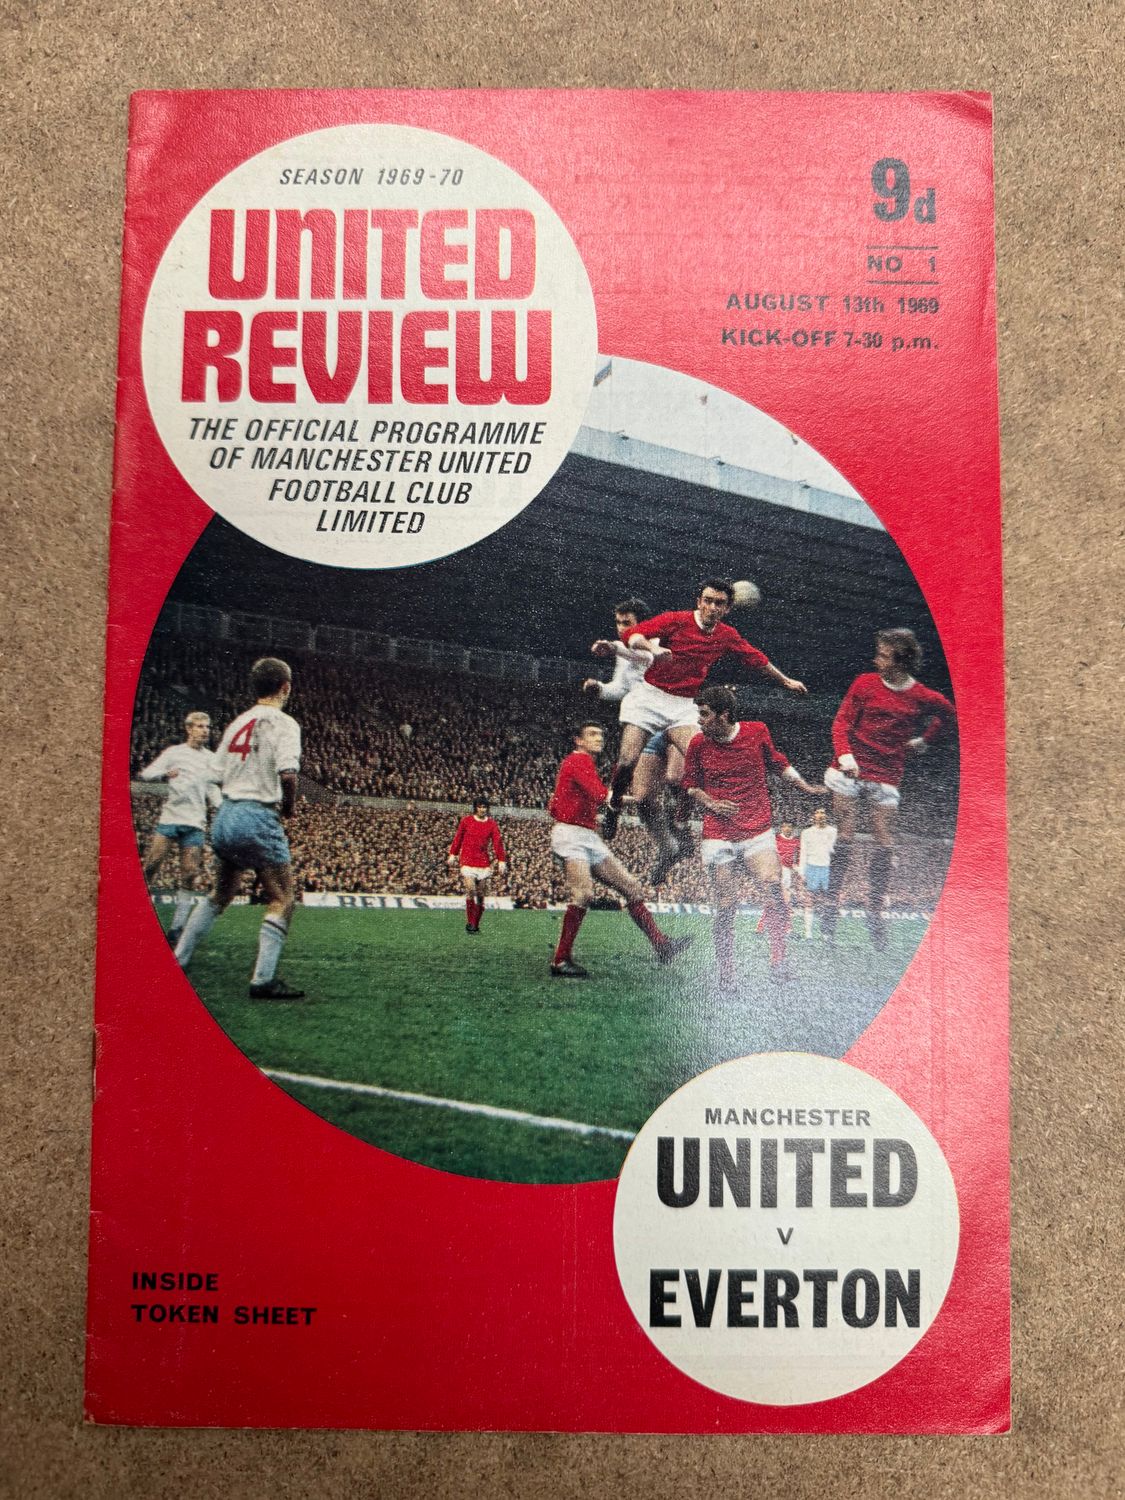 SEASON 1969-70
UNITED
REVIEW
THE OFFICIAL PROGRAMME
OF MANCHESTER UNITED
FOOTBALL CLUB
LIMITED
9d
NO 1
AUGUST 13th 1969
KICK-OFF 7-30 p.m.
4
BELLS
MANCHESTER
UNITED
V
EVERTON
INSIDE
TOKEN SHEET